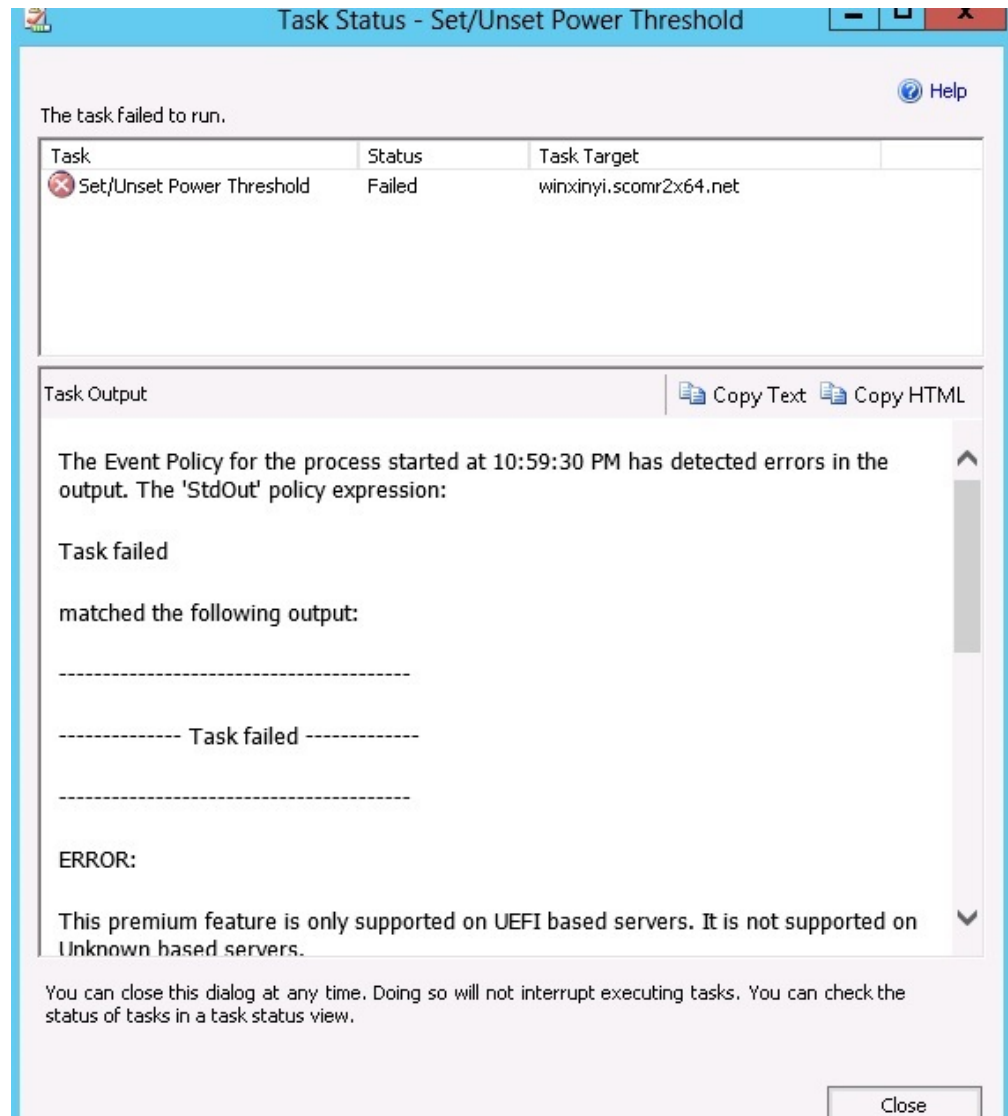 Task Status - Set/Unset Power Threshold
Help
The task failed to run.
Task Status Task Target
Set/Unset Power Threshold Failed winxinyi.scomr2x64.net
Task Output Copy Text Copy HTML
The Event Policy for the process started at 10:59:30 PM has detected errors in the
output. The 'StdOut' policy expression:
Task failed
matched the following output:
----------------------------------------
-------------- Task failed -------------
----------------------------------------
ERROR:
This premium feature is only supported on UEFI based servers. It is not supported on
Unknown based servers.
You can close this dialog at any time. Doing so will not interrupt executing tasks. You can check the
status of tasks in a task status view.
Close